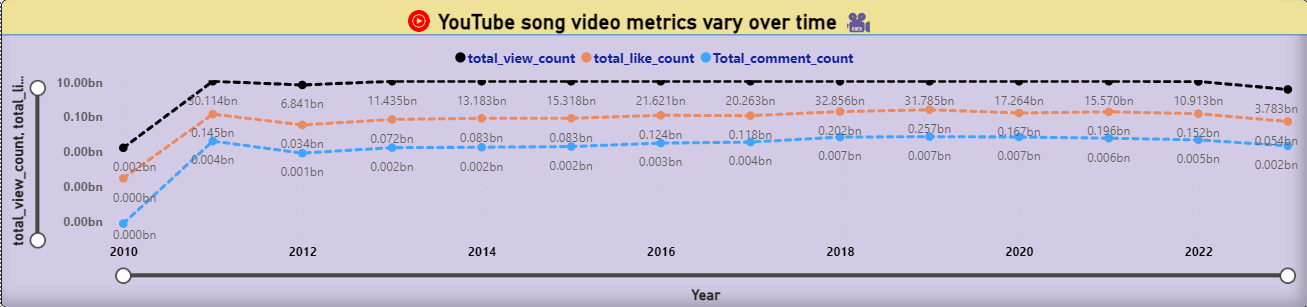 YouTube song video metrics vary over time
total_view_count total_like_count Total_comment_count
total_view_count, total_li...
10.00bn
0.10bn
0.00bn
0.00bn
0.00bn
0.002bn 30.114bn 6.841bn 11.435bn 13.183bn 15.318bn 21.621bn 20.263bn 32.856bn 31.785bn 17.264bn 15.570bn 10.913bn 3.783bn
0.000bn 0.145bn 0.034bn 0.072bn 0.083bn 0.083bn 0.124bn 0.118bn 0.202bn 0.257bn 0.167bn 0.196bn 0.152bn 0.054bn
0.000bn 0.004bn 0.001bn 0.002bn 0.002bn 0.002bn 0.003bn 0.004bn 0.007bn 0.007bn 0.007bn 0.006bn 0.005bn 0.002bn
2010 2012 2014 2016 2018 2020 2022
Year